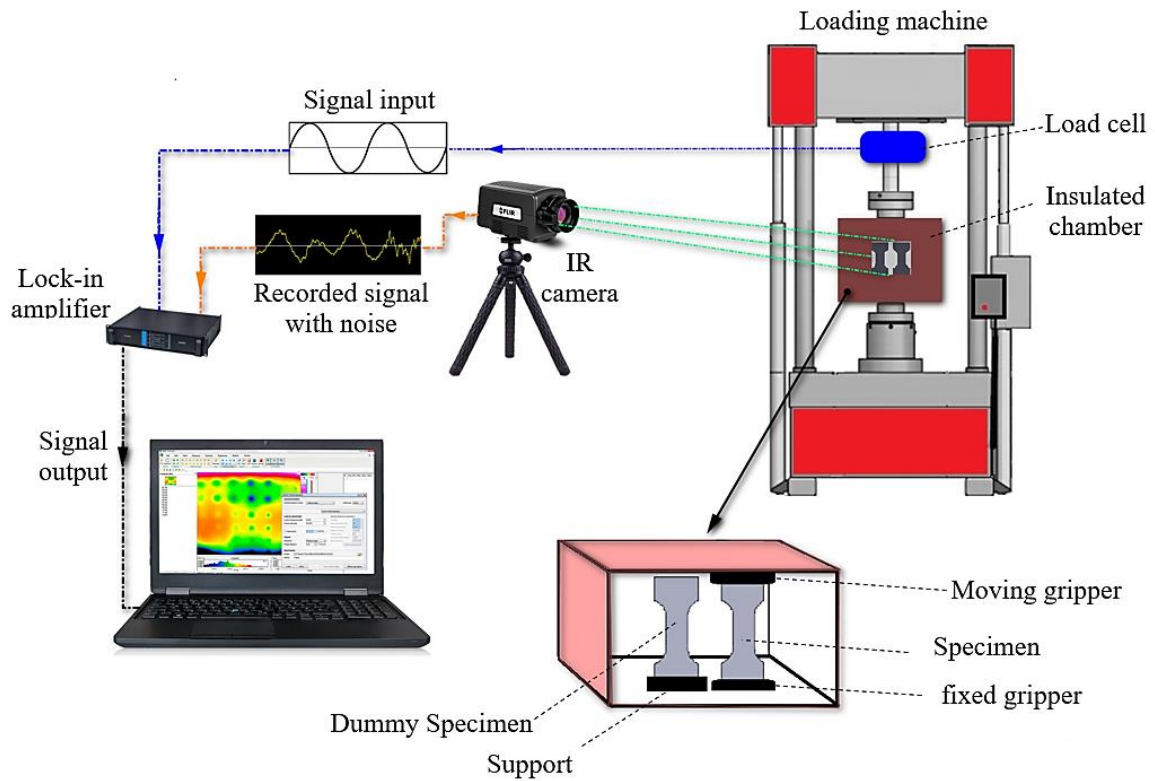 Loading machine
Signal input
Load cell
Insulated
chamber
FLIR
IR
camera
Recorded signal
with noise
Lock-in
amplifier
Signal
output
Moving gripper
Specimen
fixed gripper
Dummy Specimen
Support